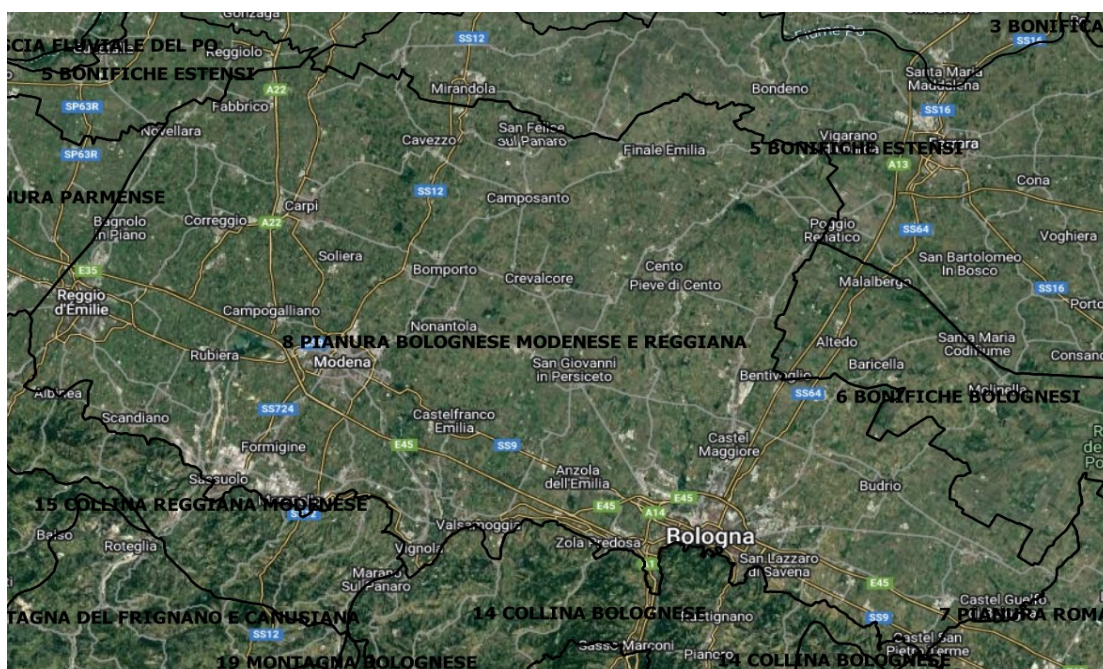 Gonzaga
SS12
Fiume Po
3 BONIFICA
SS16
SCIA FLUVIALE DEL PO
Reggiolo
5 BONIFICHE ESTENSI
Santa Maria
Maddalena
A22
Mirandola
Bondeno
SP63R
Fabbrico
SS16
Novellara
Cavezzo
San Felice
sul Panaro
Finale Emilia
Vigarano
5 BONIFICHE ESTENSI
SP63R
A13
Cona
SS12
NURA PARMENSE
Camposanto
Carpi
Bagnolo
in Piano
Correggio
A22
Poggio
Renatico
SS64
Voghiera
Soliera
San Bartolomeo
In Bosco
E35
Bomporto
Crevalcore
Cento
Pieve di Cento
Malalbergo
SS16
Reggio
d'Émilie
Campogalliano
Porto
Nonantola
8 PIANURA BOLOGNESE MODENESE E REGGIANA
Altedo
Santa Maria
Codifiume
Rubiera
Modena
San Giovanni
in Persiceto
Baricella
Consand
Bentivoglio
Albinea
SS64
Molinella
6 BONIFICHE BOLOGNESI
Scandiano
SS724
Castelfranco
Emilia
Formigine
E45
SS9
Castel
Maggiore
Sassuolo
Anzola
dell'Emilia
Budrio
E45
15 COLLINA REGGIANA MODENESE
E45
A14
Valsamoggia
Baiso
Roteglia
Vignola
Zola Predosa
Bologna
San Lazzaro
di Savena
Marano
Sul Panaro
E45
Castel Guelfo
TAGNA DEL FRIGNANO E CANUSIANA
14 COLLINA BOLOGNESE
Rastignano
7 PIANURA ROMA
SS9
SS12
Sasso Marconi
Pianoro
Castel San
Pietro Terme
19 MONTAGNA BOLOGNESE
14 COLLINA BOLOGNESE